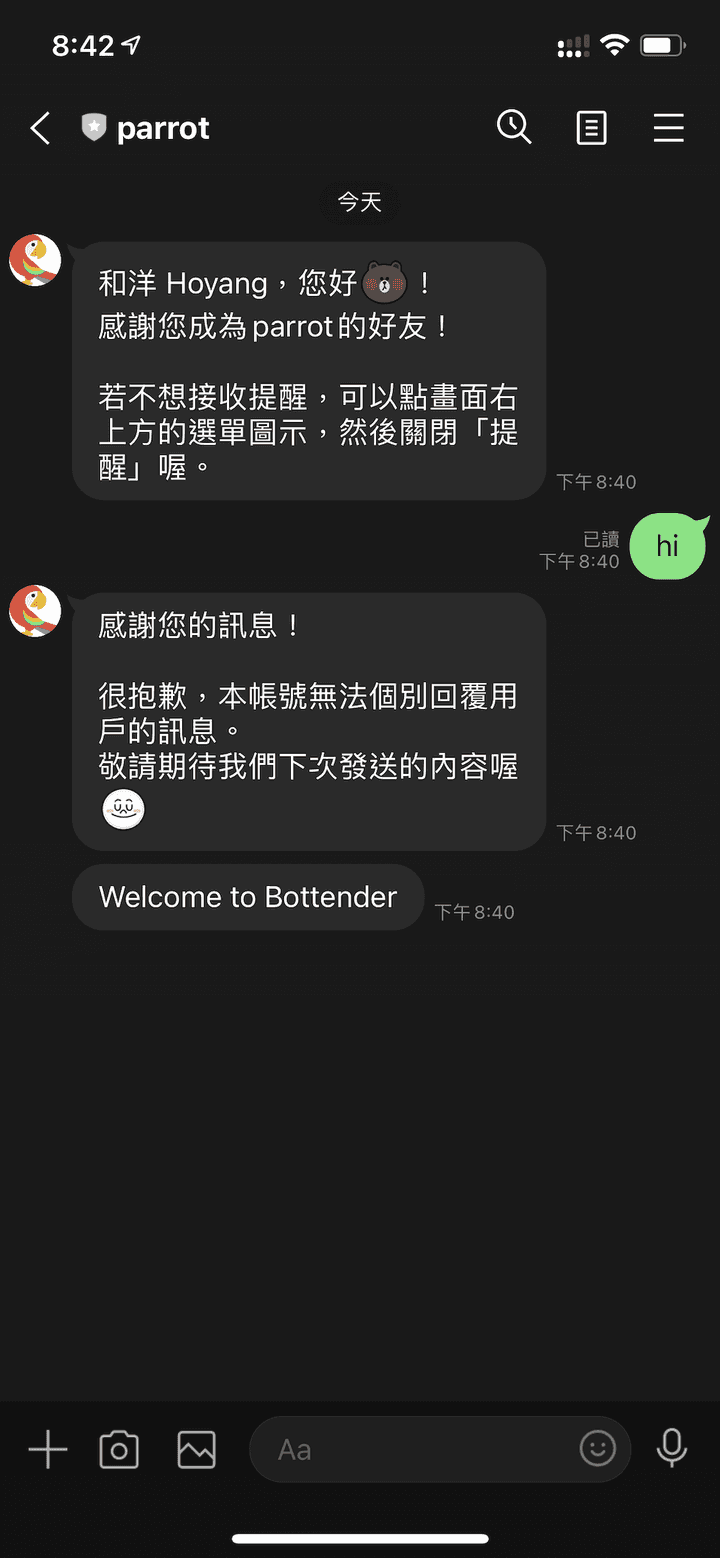 8:42
parrot
今天
和洋 Hoyang，您好！
感謝您成為parrot的好友！
若不想接收提醒，可以點畫面右
上方的選單圖示，然後關閉「提
醒」喔。
下午8:40
已讀
下午8:40
hi
感謝您的訊息！
很抱歉，本帳號無法個別回覆用
戶的訊息。
敬請期待我們下次發送的內容喔
下午8:40
Welcome to Bottender
下午8:40
Aa